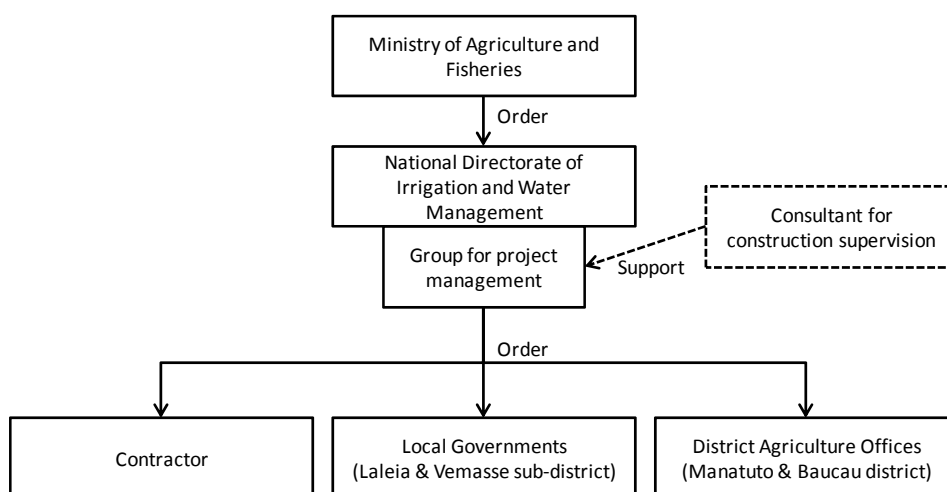 Ministry of Agriculture and
Fisheries
Order
National Directorate of
Irrigation and Water
Management
Consultant for
construction supervision
Group for project
management
Support
Order
Contractor
Local Governments
(Laleia & Vemasse sub-district)
District Agriculture Offices
(Manatuto & Baucau district)